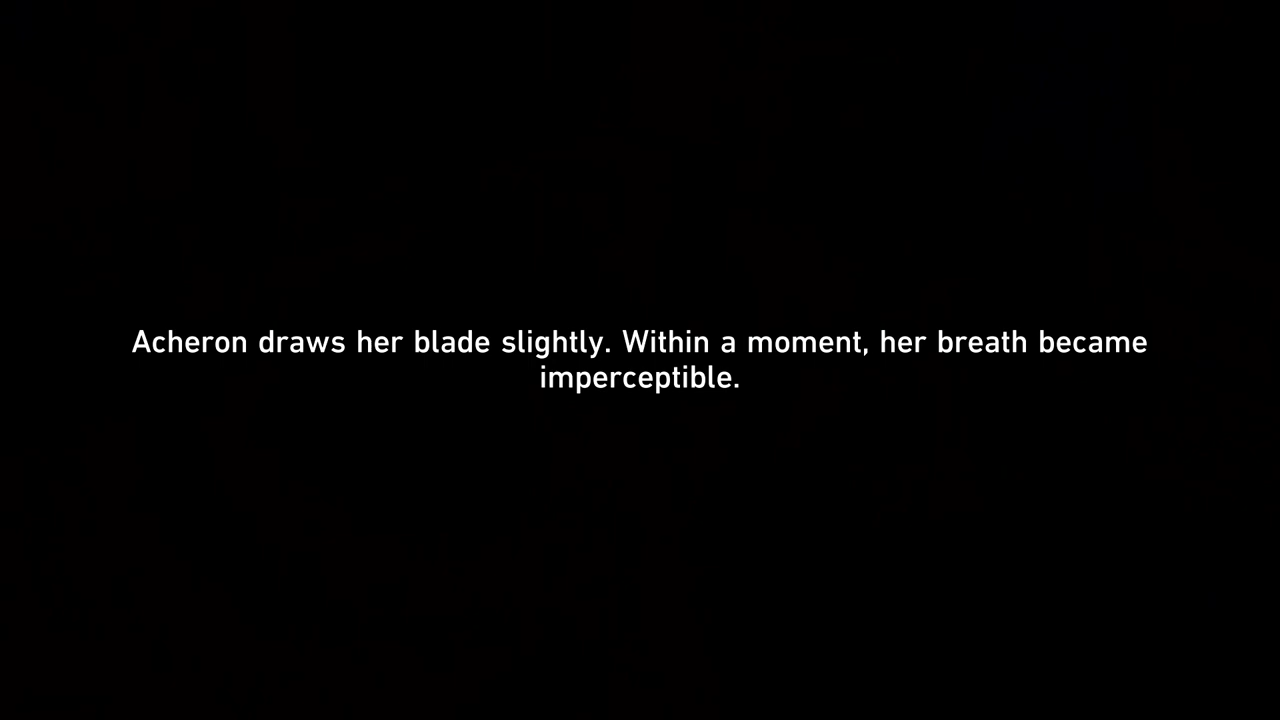 Acheron draws her blade slightly. Within a moment, her breath became
imperceptible.